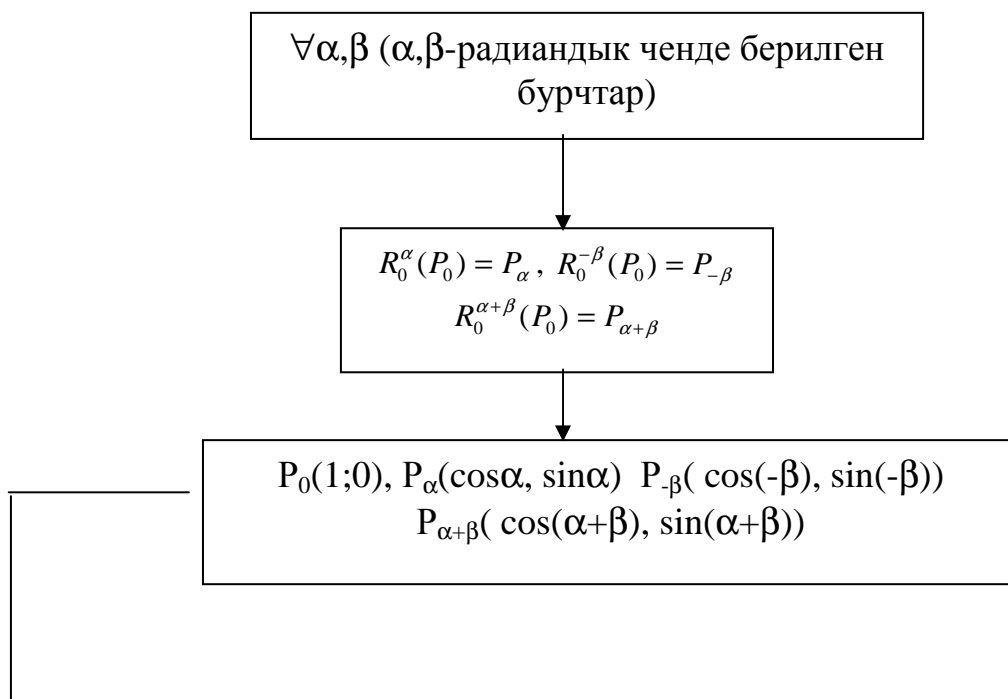 ∀α,β (α,β-радиандык ченде берилген
бурчтар)
R₀^α(P₀) = P_α , R₀^{-β}(P₀) = P_{-β}
R₀^{α+β}(P₀) = P_{α+β}
P₀(1;0), P_α(cosα, sinα) P_{-β}( cos(-β), sin(-β))
P_{α+β}( cos(α+β), sin(α+β))